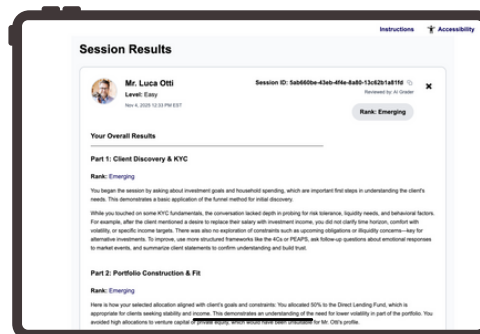 Instructions Accessibility
Session Results
Mr. Luca Otti
Level: Easy
Nov 4, 2025 12:33 PM EST
Session ID: 5ab660be-43eb-4f4e-8a80-13c62b1a81fd
Reviewed by: AI Grader
Rank: Emerging
Your Overall Results
Part 1: Client Discovery & KYC
Rank: Emerging
You began the session by asking about investment goals and household spending, which are important first steps in understanding the client's
needs. This demonstrates a basic application of the funnel method for initial discovery.
While you touched on some KYC fundamentals, the conversation lacked depth in probing for risk tolerance, liquidity needs, and behavioral factors.
For example, after the client mentioned a desire to replace their salary with investment income, you did not clarify time horizon, comfort with
volatility, or specific income targets. There was also no exploration of constraints such as upcoming obligations or illiquidity concerns—key for
alternative investments. To improve, use more structured frameworks like the 4Cs or PEAPS, ask follow-up questions about emotional responses
to market events, and summarize client statements to confirm understanding and build trust.
Part 2: Portfolio Construction & Fit
Rank: Emerging
Here is how your selected allocation aligned with client's goals and constraints: You allocated 50% to the Direct Lending Fund, which is
appropriate for clients seeking stability and income. This demonstrates an understanding of the need for lower volatility in part of the portfolio. You
avoided high allocations to venture capital or private equity, which would have been unsuitable for Mr. Otti's profile.